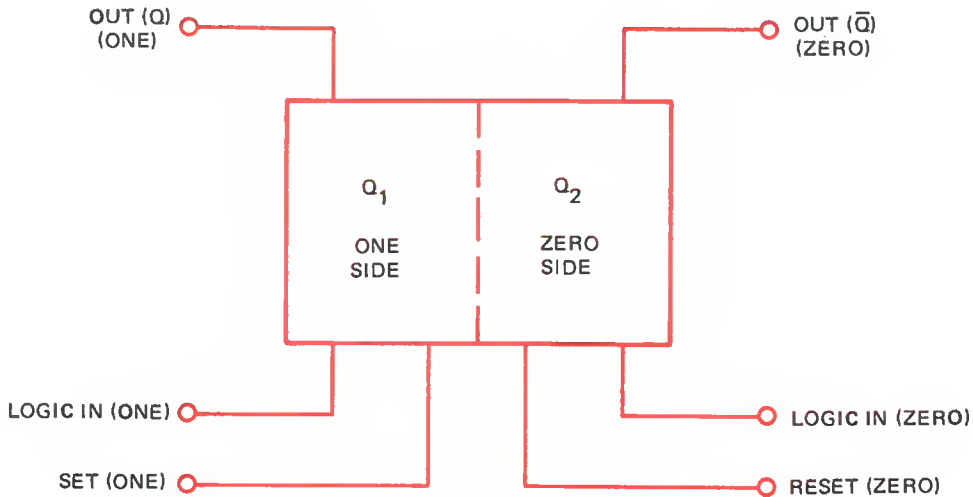 OUT (Q)
(ONE)
OUT (Q̅)
(ZERO)
Q₁
ONE
SIDE
Q₂
ZERO
SIDE
LOGIC IN (ONE)
LOGIC IN (ZERO)
SET (ONE)
RESET (ZERO)